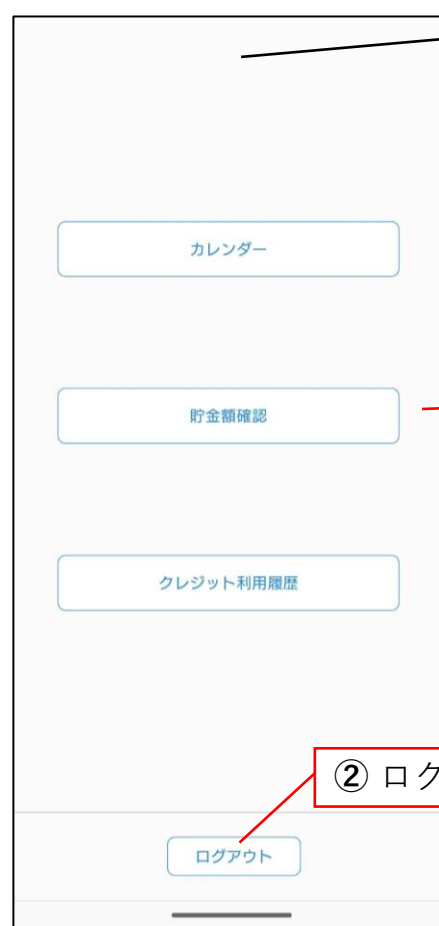 カレンダー
貯金額確認
クレジット利用履歴
② ログ
ログアウト